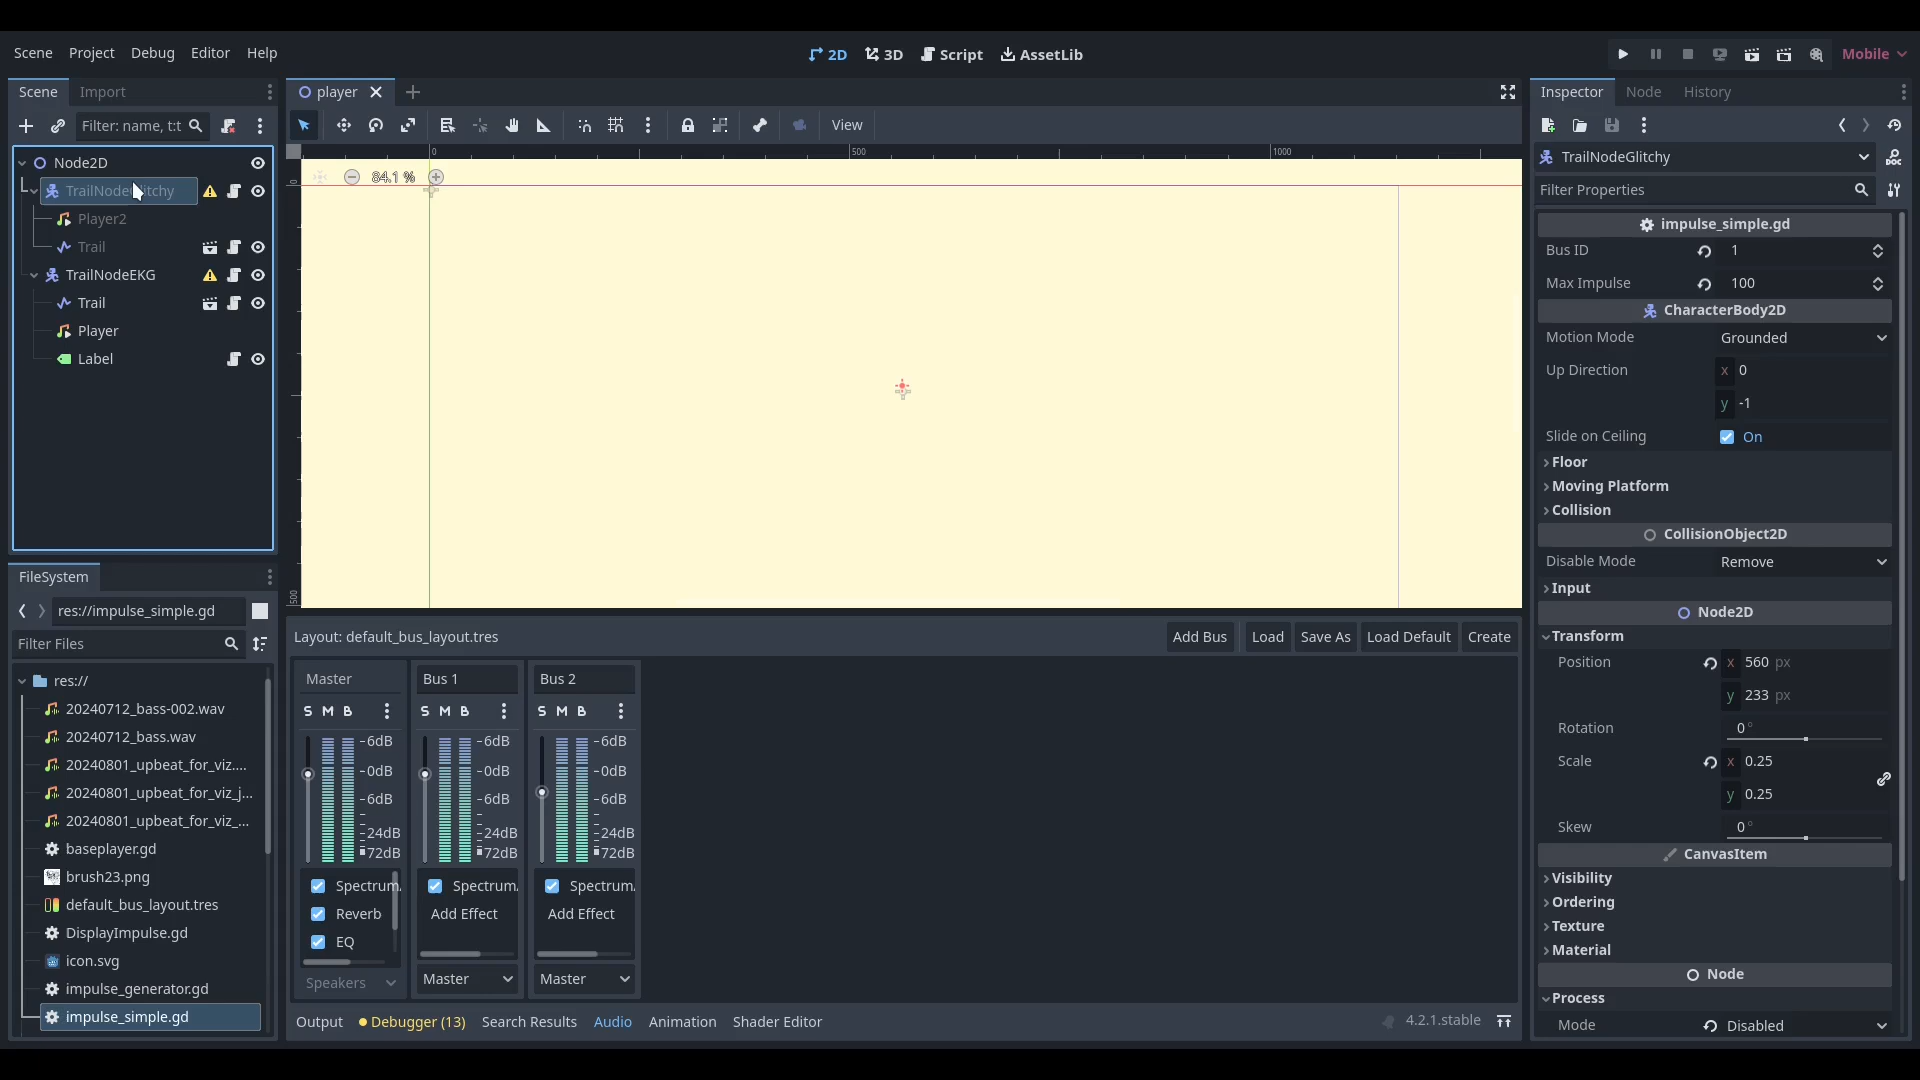 Scene Project Debug Editor Help
2D 3D Script AssetLib
Mobile
Scene Import
Filter: name, t:t
Node2D
TrailNodeGlitchy
Player2
Trail
TrailNodeEKG
Trail
Player
Label
FileSystem
res://impulse_simple.gd
Filter Files
res://
20240712_bass-002.wav
20240712_bass.wav
20240801_upbeat_for_viz....
20240801_upbeat_for_viz_j...
20240801_upbeat_for_viz_...
baseplayer.gd
brush23.png
default_bus_layout.tres
DisplayImpulse.gd
icon.svg
impulse_generator.gd
impulse_simple.gd
player
View
0 500 1000
0
84.1 %
500
Layout: default_bus_layout.tres Add Bus Load Save As Load Default Create
Master Bus 1 Bus 2
S M B S M B S M B
-6dB -6dB -6dB
-0dB -0dB -0dB
-6dB -6dB -6dB
-24dB -24dB -24dB
-72dB -72dB -72dB
Spectrum Spectrum Spectrum
Reverb Add Effect Add Effect
EQ
Speakers Master Master
Output Debugger (13) Search Results Audio Animation Shader Editor 4.2.1.stable
Inspector Node History
TrailNodeGlitchy
Filter Properties
impulse_simple.gd
Bus ID 1
Max Impulse 100
CharacterBody2D
Motion Mode Grounded
Up Direction x 0
y -1
Slide on Ceiling On
Floor
Moving Platform
Collision
CollisionObject2D
Disable Mode Remove
Input
Node2D
Transform
Position x 560 px
y 233 px
Rotation 0 °
Scale x 0.25
y 0.25
Skew 0 °
CanvasItem
Visibility
Ordering
Texture
Material
Node
Process
Mode Disabled